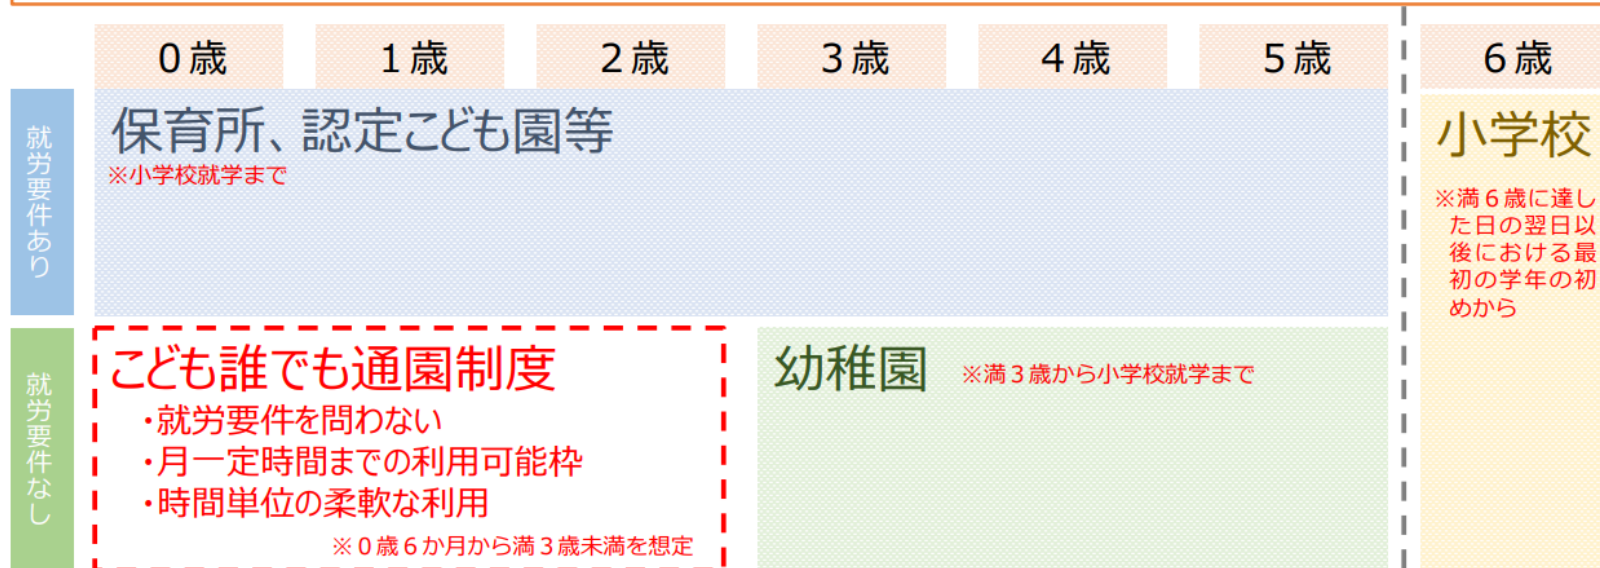 0歳
1歳
2歳
3歳
4歳
5歳
6歳
就労要件あり
保育所、認定こども園等
※小学校就学まで
小学校
※満6歳に達し
た日の翌日以
後における最
初の学年の初
めから
就労要件なし
こども誰でも通園制度
・就労要件を問わない
・月一定時間までの利用可能枠
・時間単位の柔軟な利用
※0歳6か月から満3歳未満を想定
幼稚園
※満3歳から小学校就学まで